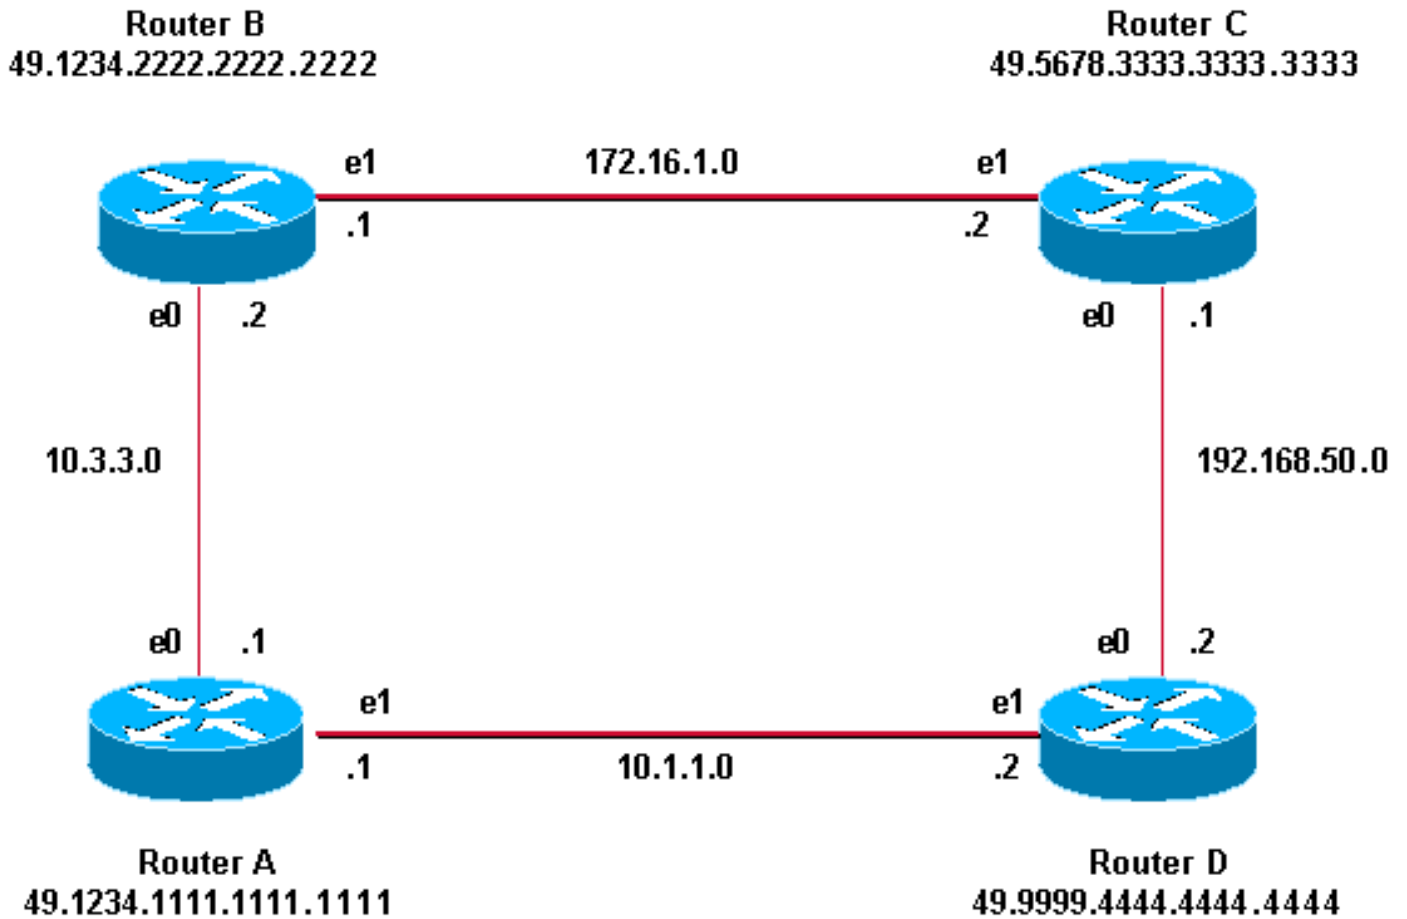 Router B
49.1234.2222.2222.2222
Router C
49.5678.3333.3333.3333
e1
172.16.1.0
e1
.1
.2
e0
.2
e0
.1
10.3.3.0
192.168.50.0
e0
.1
e0
.2
e1
e1
.1
10.1.1.0
.2
Router A
49.1234.1111.1111.1111
Router D
49.9999.4444.4444.4444